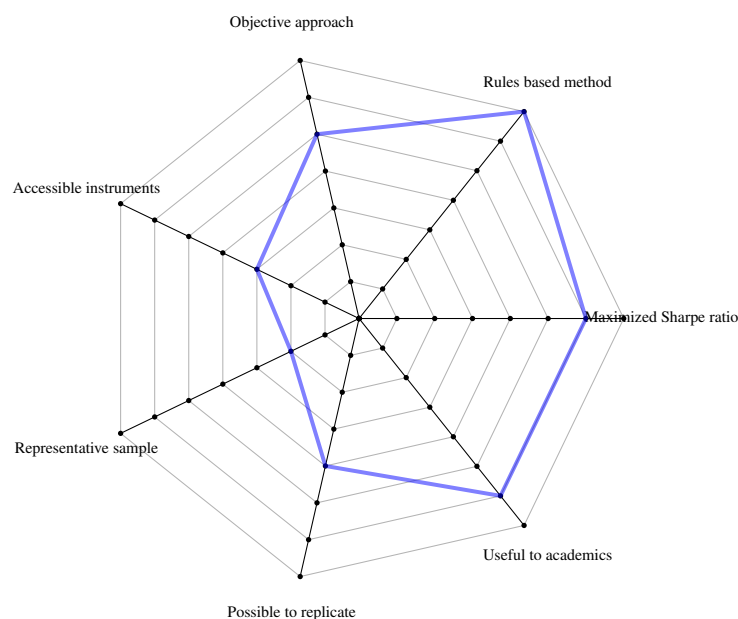 Objective approach
Rules based method
Accessible instruments
Maximized Sharpe ratio
Representative sample
Useful to academics
Possible to replicate